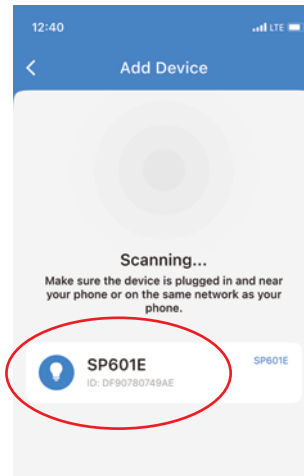 12:40 LTE
Add Device
Scanning...
Make sure the device is plugged in and near
your phone or on the same network as your
phone.
SP601E SP601E
ID: DF90780749AE